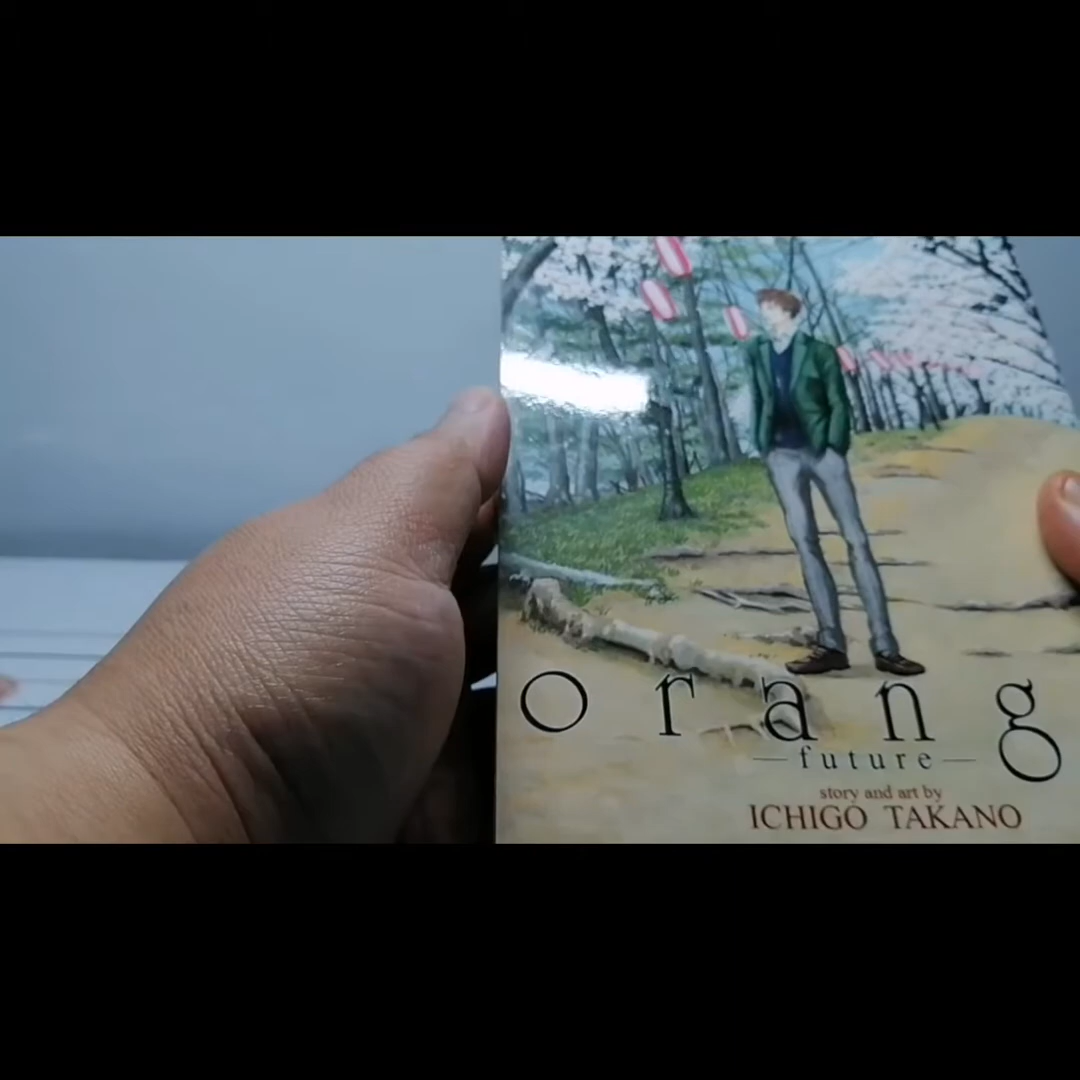 orang
—future—
story and art by
ICHIGO TAKANO